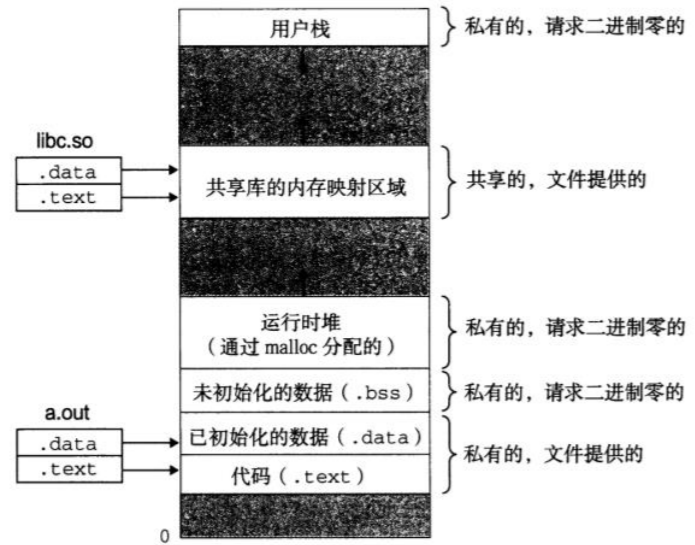 用户栈
私有的，请求二进制零的
libc.so
.data
.text
共享库的内存映射区域
共享的，文件提供的
运行时堆
（通过 malloc 分配的）
私有的，请求二进制零的
未初始化的数据（.bss）
私有的，请求二进制零的
a.out
.data
.text
已初始化的数据（.data）
代码（.text）
私有的，文件提供的
0